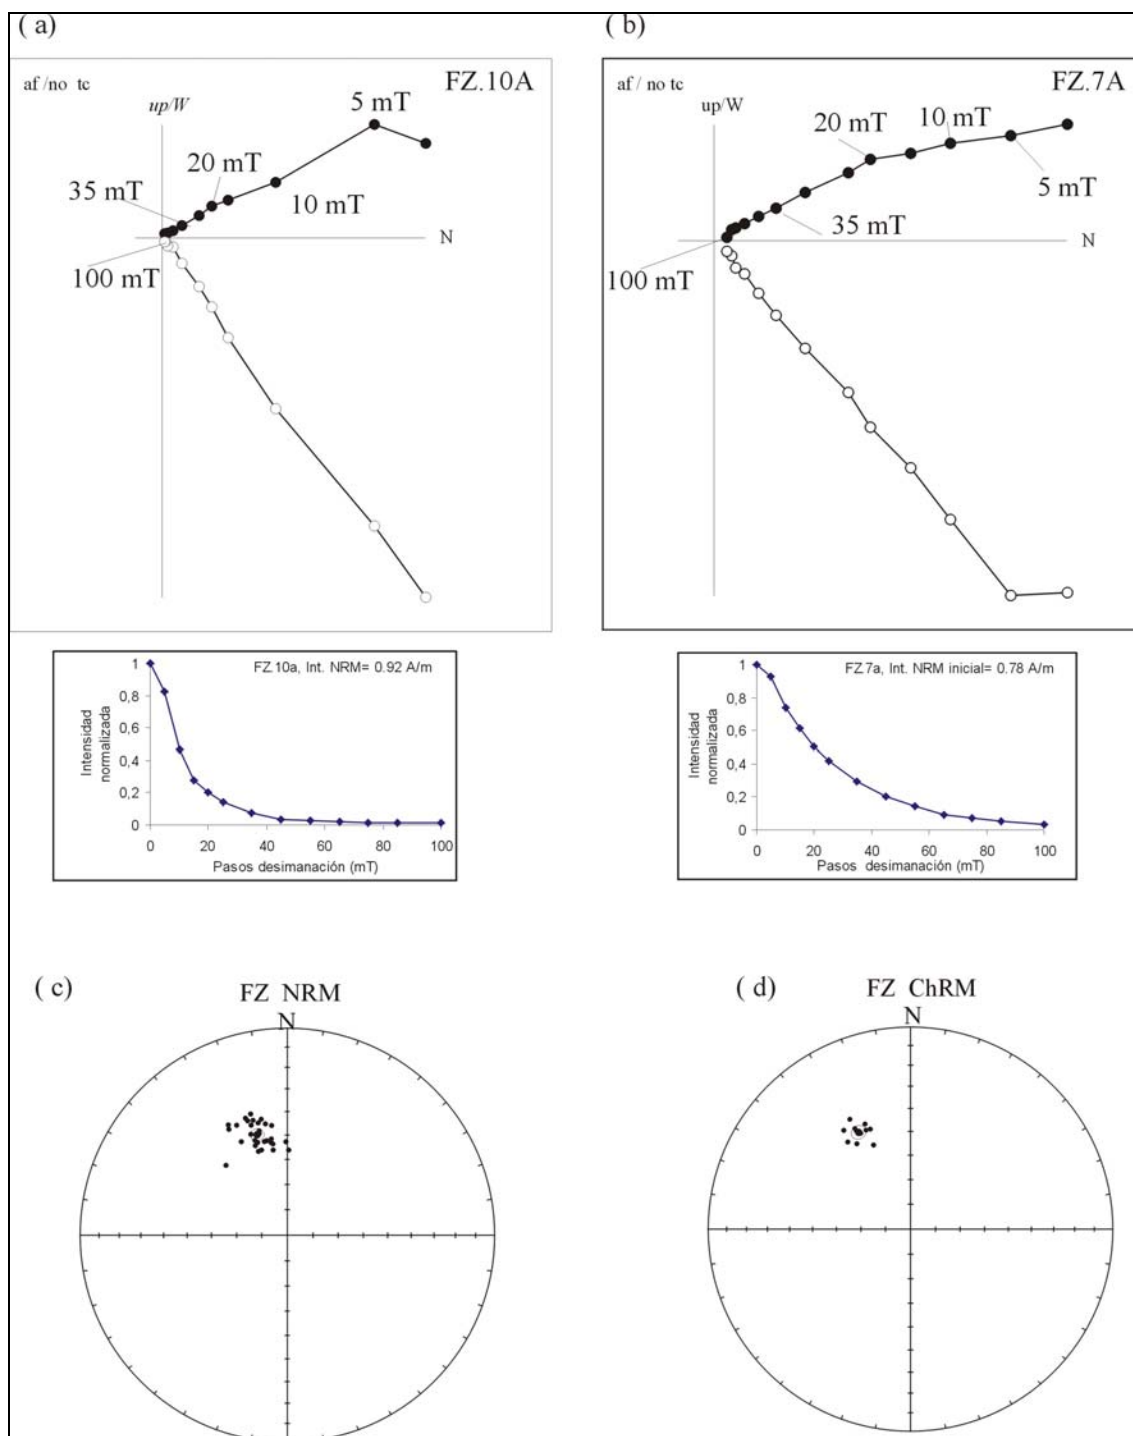 ( a)
af /no tc
FZ.10A
up/W
5 mT
20 mT
35 mT
10 mT
N
100 mT
( b)
af / no tc
FZ.7A
up/W
20 mT
10 mT
5 mT
35 mT
N
100 mT
FZ.10a, Int. NRM= 0.92 A/m
Intensidad
normalizada
1
0,8
0,6
0,4
0,2
0
0 20 40 60 80 100
Pasos desimanación (mT)
FZ.7a, Int. NRM inicial= 0.78 A/m
Intensidad
normalizada
1
0,8
0,6
0,4
0,2
0
0 20 40 60 80 100
Pasos desimanación (mT)
( c)
FZ NRM
N
( d)
FZ ChRM
N